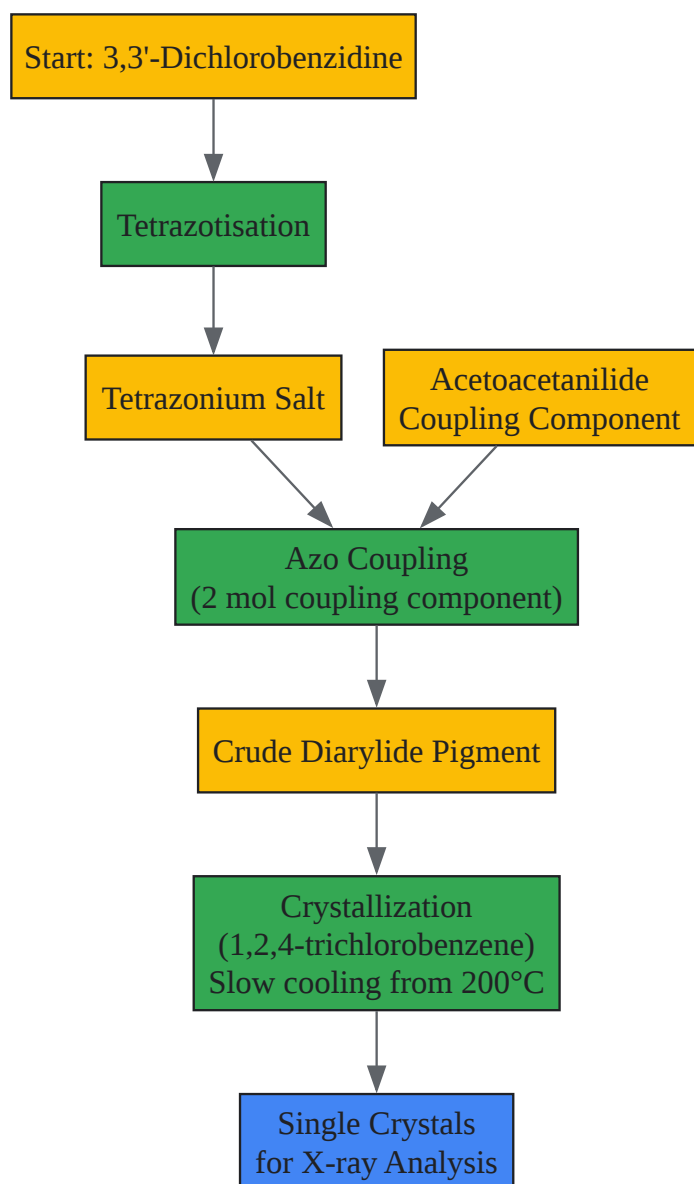 Start: 3,3'-Dichlorobenzidine
Tetrazotisation
Tetrazonium Salt
Acetoacetanilide
Coupling Component
Azo Coupling
(2 mol coupling component)
Crude Diarylide Pigment
Crystallization
(1,2,4-trichlorobenzene)
Slow cooling from 200°C
Single Crystals
for X-ray Analysis